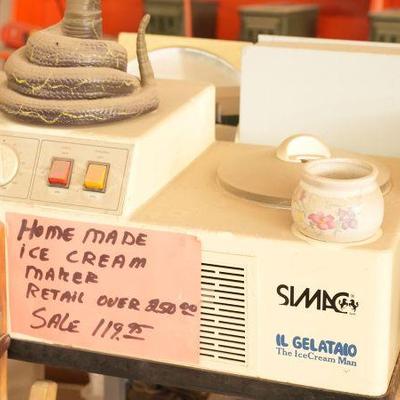 HOME MADE
ICE CREAM
MAKER
RETAIL OVER 250.00
SALE 119.95
SIMAC
IL GELATAIO
The IceCream Man